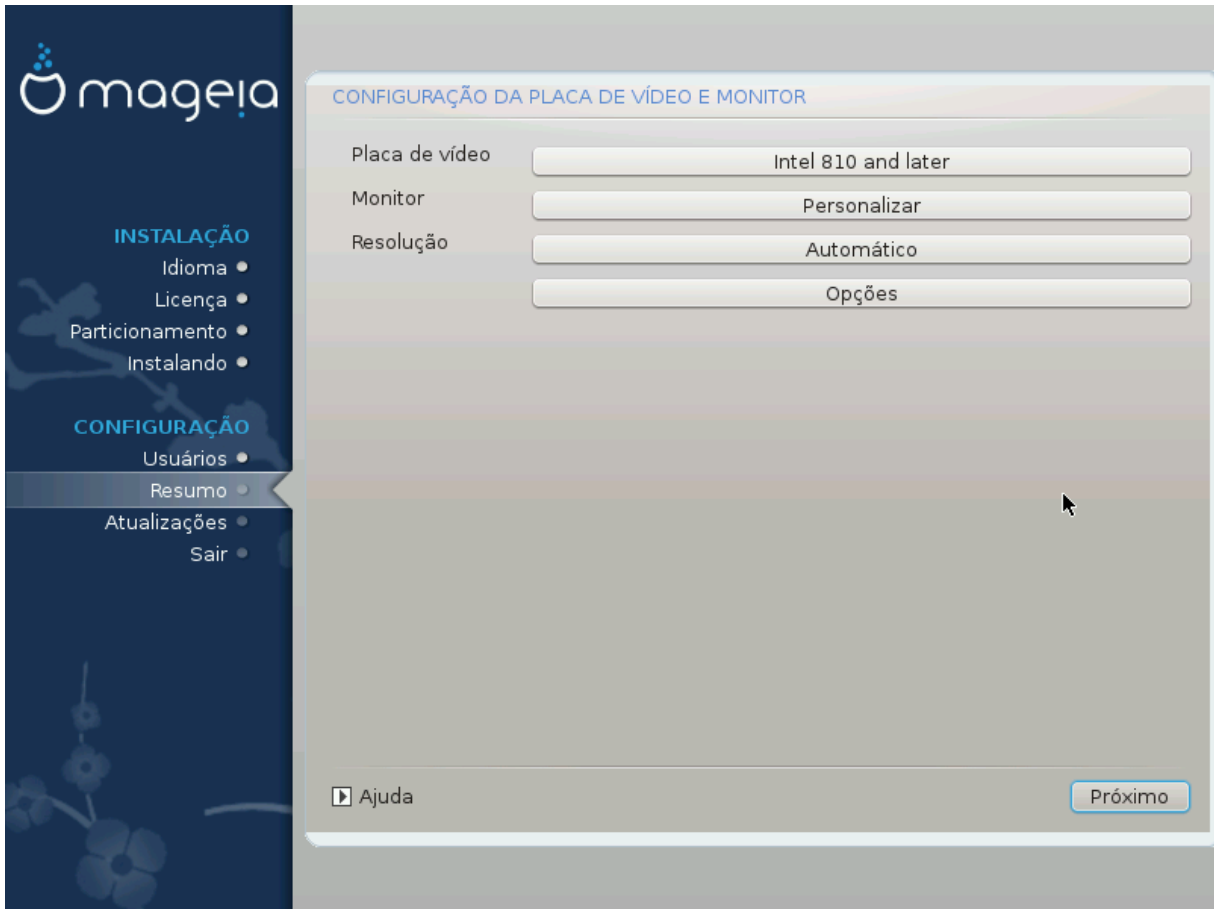 mageia
INSTALAÇÃO
Idioma
Licença
Particionamento
Instalando
CONFIGURAÇÃO
Usuários
Resumo
Atualizações
Sair
CONFIGURAÇÃO DA PLACA DE VÍDEO E MONITOR
Placa de vídeo Intel 810 and later
Monitor Personalizar
Resolução Automático
Opções
Ajuda Próximo